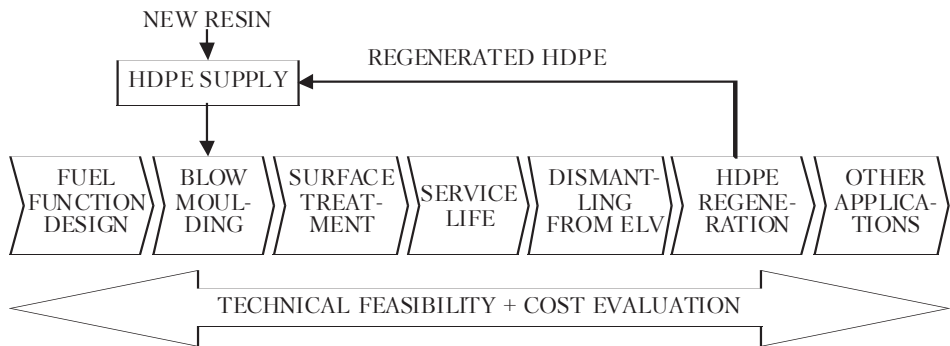 NEW RESIN
HDPE SUPPLY
REGENERATED HDPE
FUEL
FUNCTION
DESIGN
BLOW
MOUL-
DING
SURFACE
TREAT-
MENT
SERVICE
LIFE
DISMANT-
LING
FROM ELV
HDPE
REGENE-
RATION
OTHER
APPLICA-
TIONS
TECHNICAL FEASIBILITY + COST EVALUATION